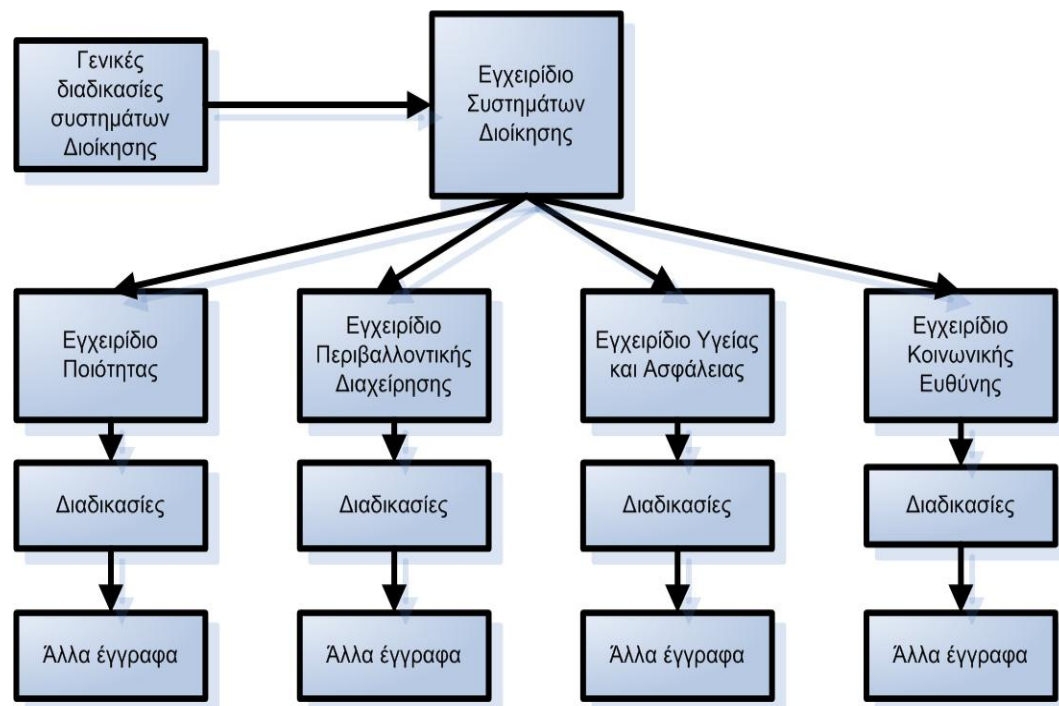 Γενικές
διαδικασίες
συστημάτων
Διοίκησης
Εγχειρίδιο
Συστημάτων
Διοίκησης
Εγχειρίδιο
Ποιότητας
Εγχειρίδιο
Περιβαλλοντικής
Διαχείρησης
Εγχειρίδιο Υγείας
και Ασφάλειας
Εγχειρίδιο
Κοινωνικής
Ευθύνης
Διαδικασίες
Διαδικασίες
Διαδικασίες
Διαδικασίες
Άλλα έγγραφα
Άλλα έγγραφα
Άλλα έγγραφα
Άλλα έγγραφα